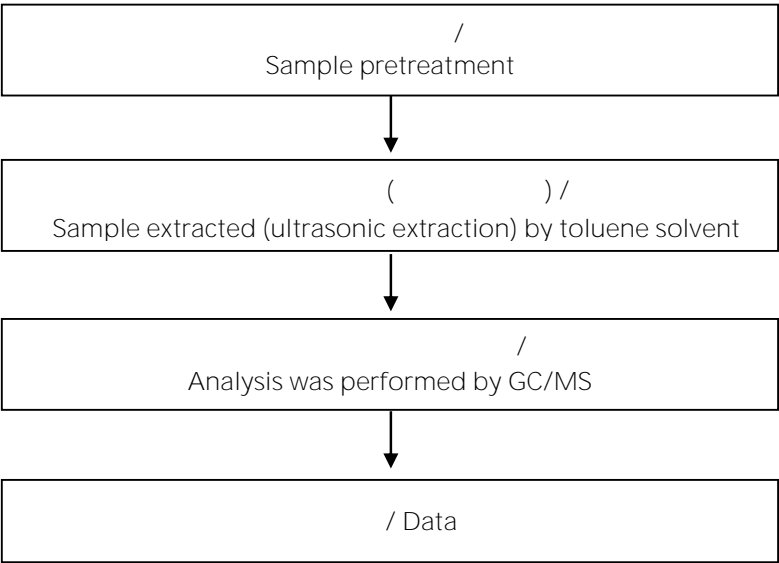 /
Sample pretreatment
( ) /
Sample extracted (ultrasonic extraction) by toluene solvent
/
Analysis was performed by GC/MS
/ Data